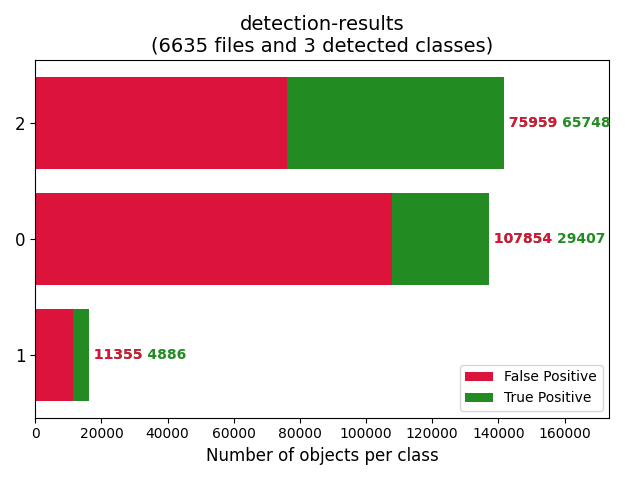 detection-results
(6635 files and 3 detected classes)
2
75959 65748
0
107854 29407
1
11355 4886
False Positive
True Positive
0 20000 40000 60000 80000 100000 120000 140000 160000
Number of objects per class